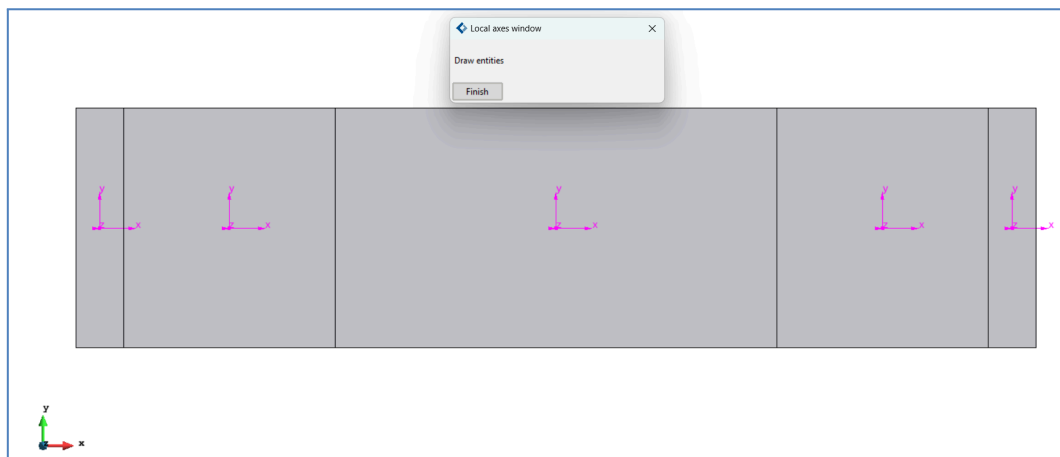 Local axes window
Draw entities
Finish
y
y
y
y
y
z x
z x
z x
z x
z x
y
z x